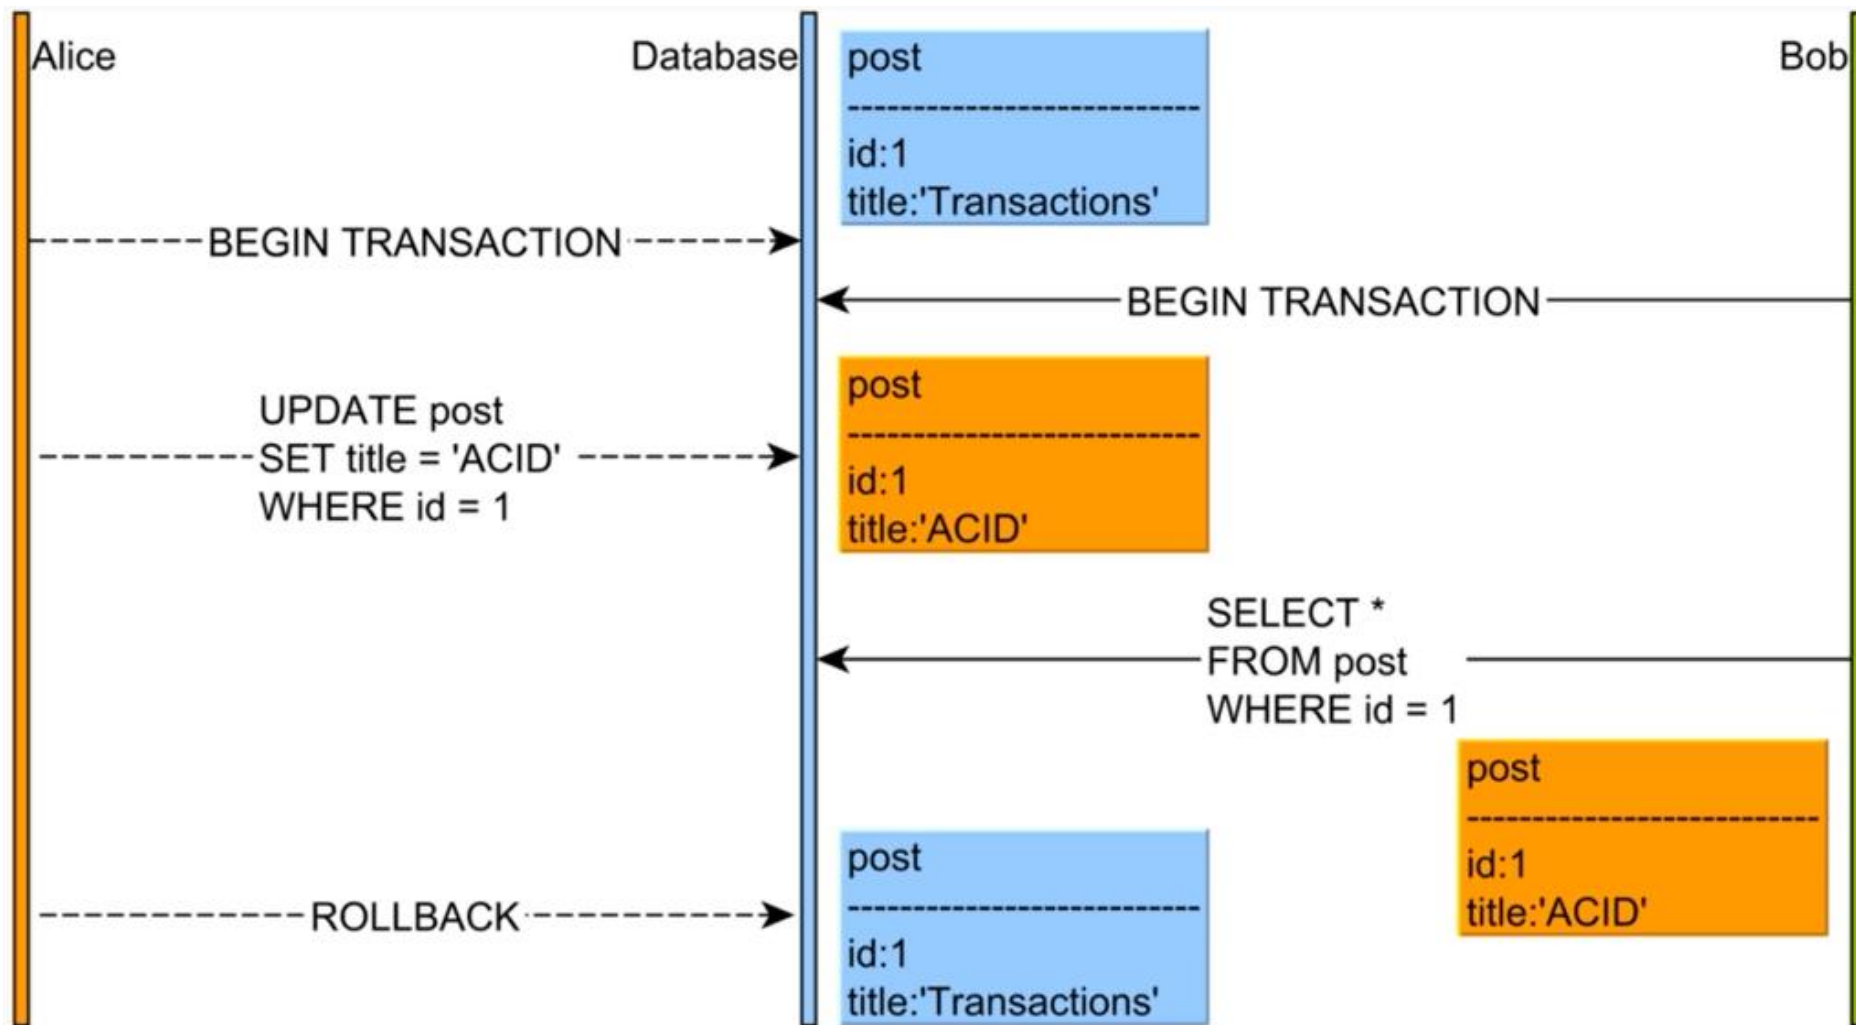 Alice
Database
post
---------------------------
id:1
title:'Transactions'
Bob
BEGIN TRANSACTION
BEGIN TRANSACTION
UPDATE post
SET title = 'ACID'
WHERE id = 1
post
---------------------------
id:1
title:'ACID'
SELECT *
FROM post
WHERE id = 1
post
---------------------------
id:1
title:'ACID'
ROLLBACK
post
---------------------------
id:1
title:'Transactions'